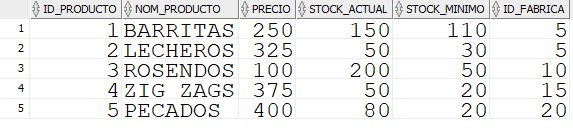 ID_PRODUCTO NOM_PRODUCTO PRECIO STOCK_ACTUAL STOCK_MINIMO ID_FABRICA
1 1 BARRITAS 250 150 110 5
2 2 LECHEROS 325 50 30 5
3 3 ROSENDOS 100 200 50 10
4 4 ZIG ZAGS 375 50 20 15
5 5 PECADOS 400 80 20 20